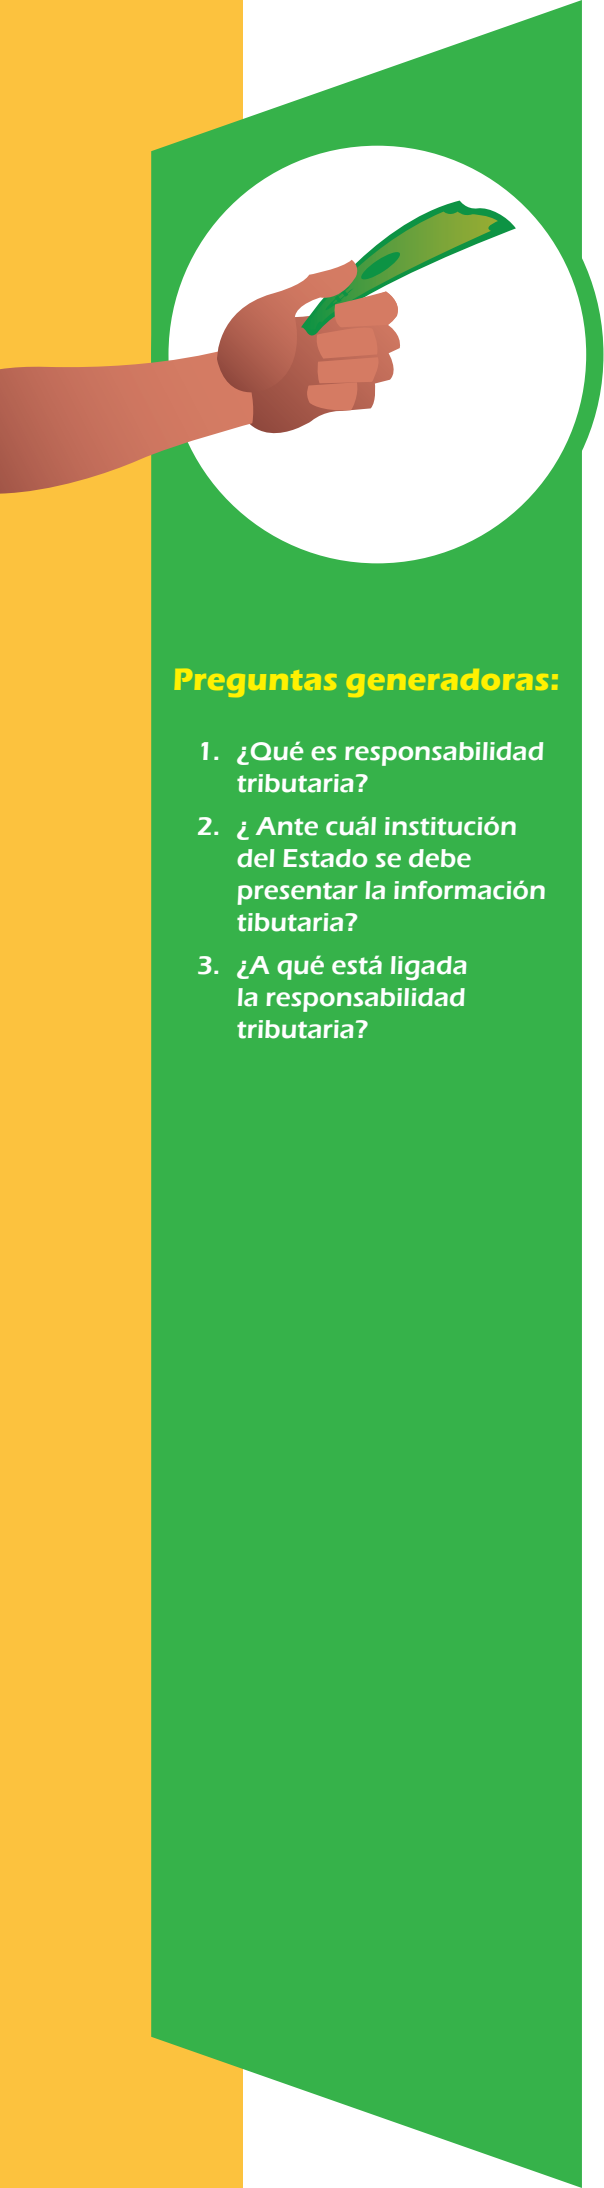 Preguntas generadoras:
1. ¿Qué es responsabilidad
tributaria?
2. ¿ Ante cuál institución
del Estado se debe
presentar la información
tibutaria?
3. ¿A qué está ligada
la responsabilidad
tributaria?